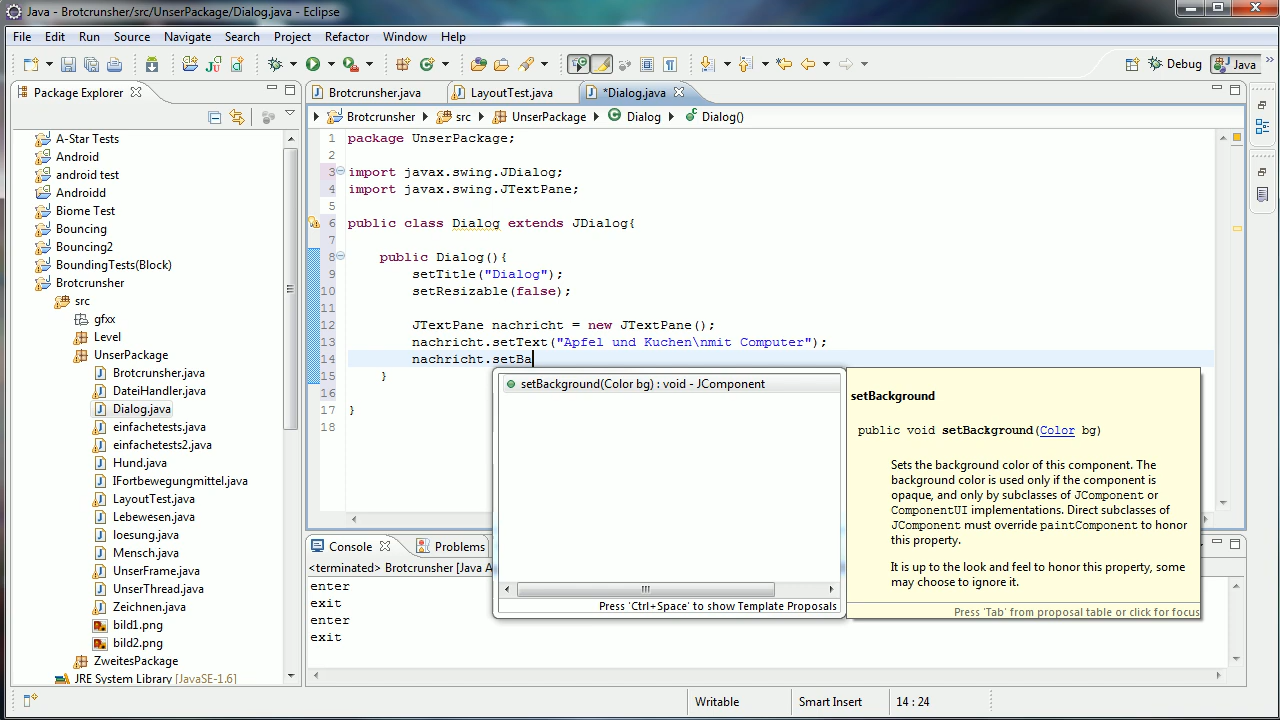 Java - Brotcrunsher/src/UnserPackage/Dialog.java - Eclipse
File Edit Run Source Navigate Search Project Refactor Window Help
Debug Java
Package Explorer
Brotcrunsher.java LayoutTest.java *Dialog.java
Brotcrunsher src UnserPackage Dialog Dialog()
A-Star Tests
Android
android test
Androidd
Biome Test
Bouncing
Bouncing2
BoundingTests(Block)
Brotcrunsher
src
gfxx
Level
UnserPackage
Brotcrunsher.java
DateiHandler.java
Dialog.java
einfachetests.java
einfachetests2.java
Hund.java
IFortbewegungmittel.java
LayoutTest.java
Lebewesen.java
loesung.java
Mensch.java
UnserFrame.java
UnserThread.java
Zeichnen.java
bild1.png
bild2.png
ZweitesPackage
JRE System Library [JavaSE-1.6]
1 package UnserPackage;
2
3 import javax.swing.JDialog;
4 import javax.swing.JTextPane;
5
6 public class Dialog extends JDialog{
7
8 public Dialog(){
9 setTitle("Dialog");
10 setResizable(false);
11
12 JTextPane nachricht = new JTextPane();
13 nachricht.setText("Apfel und Kuchen\nmit Computer");
14 nachricht.setBa
15 }
16
17 }
18
setBackground(Color bg) : void - JComponent
Press 'Ctrl+Space' to show Template Proposals
setBackground
public void setBackground(Color bg)
Sets the background color of this component. The
background color is used only if the component is
opaque, and only by subclasses of JComponent or
ComponentUI implementations. Direct subclasses of
JComponent must override paintComponent to honor
this property.
It is up to the look and feel to honor this property, some
may choose to ignore it.
Press 'Tab' from proposal table or click for focus
Console Problems
<terminated> Brotcrunsher [Java A
enter
exit
enter
exit
Writable Smart Insert 14 : 24